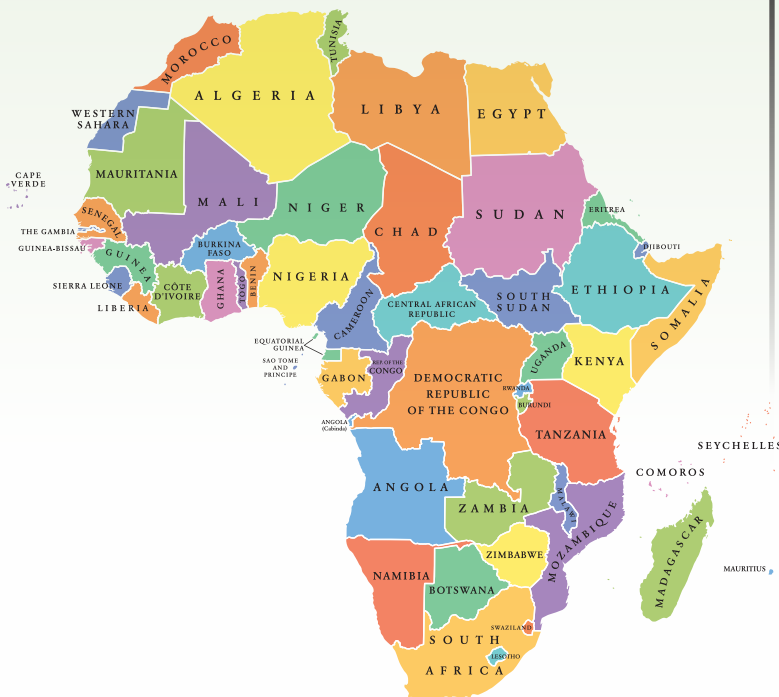 TUNISIA
MOROCCO
ALGERIA
LIBYA
EGYPT
WESTERN
SAHARA
MAURITANIA
CAPE
VERDE
MALI
NIGER
CHAD
SUDAN
ERITREA
SENEGAL
THE GAMBIA
GUINEA-BISSAU
GUINEA
BURKINA
FASO
DJIBOUTI
SIERRA LEONE
LIBERIA
CÔTE
D'IVOIRE
GHANA
TOGO
BENIN
NIGERIA
CAMEROON
CENTRAL AFRICAN
REPUBLIC
SOUTH
SUDAN
ETHIOPIA
SOMALIA
EQUATORIAL
GUINEA
SAO TOME
AND
PRINCIPE
GABON
REP. OF THE
CONGO
DEMOCRATIC
REPUBLIC
OF THE CONGO
UGANDA
KENYA
RWANDA
BURUNDI
TANZANIA
ANGOLA
(Cabinda)
SEYCHELLES
COMOROS
ANGOLA
ZAMBIA
MALAWI
MOZAMBIQUE
MADAGASCAR
MAURITIUS
ZIMBABWE
NAMIBIA
BOTSWANA
SWAZILAND
LESOTHO
SOUTH
AFRICA